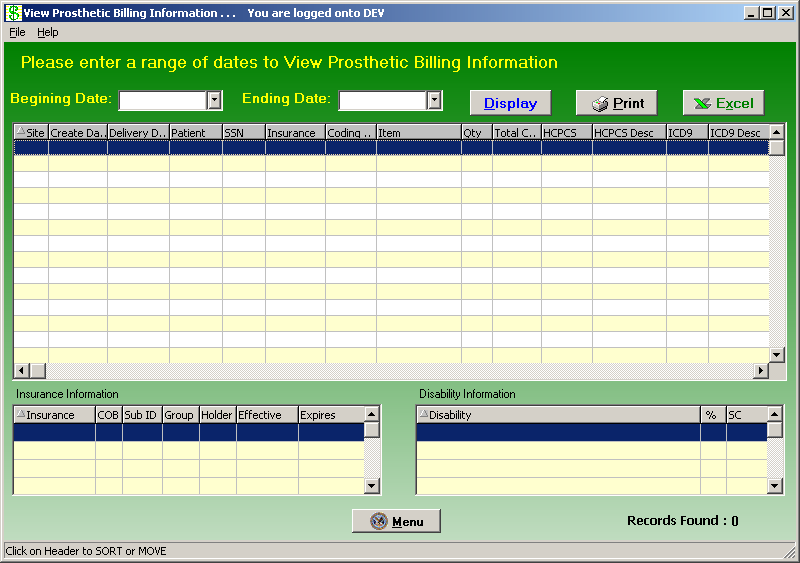 View Prosthetic Billing Information . . .    You are logged onto DEV
File Help
Please enter a range of dates to View Prosthetic Billing Information
Begining Date: Ending Date: Display Print Excel
Site Create Da.. Delivery D.. Patient SSN Insurance Coding .. Item Qty Total C.. HCPCS HCPCS Desc ICD9 ICD9 Desc
Insurance Information Disability Information
Insurance COB Sub ID Group Holder Effective Expires Disability % SC
Menu Records Found : 0
Click on Header to SORT or MOVE